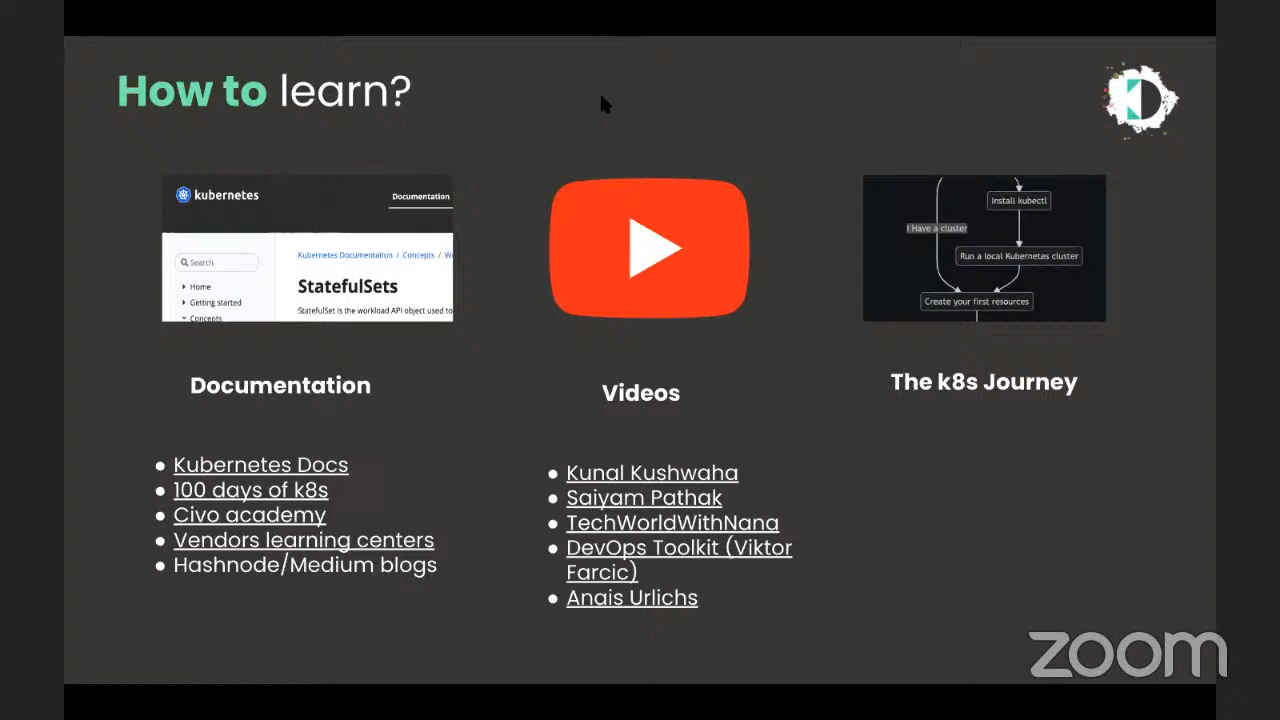 How to learn?
kubernetes
Documentation
Search
Home
Getting started
Concepts
Kubernetes Documentation / Concepts / W
StatefulSets
StatefulSet is the workload API object used to
Install kubectl
I Have a cluster
Run a local Kubernetes cluster
Create your first resources
Documentation
Kubernetes Docs
100 days of k8s
Civo academy
Vendors learning centers
Hashnode/Medium blogs
Videos
Kunal Kushwaha
Saiyam Pathak
TechWorldWithNana
DevOps Toolkit (Viktor
Farcic)
Anais Urlichs
The k8s Journey
zoom